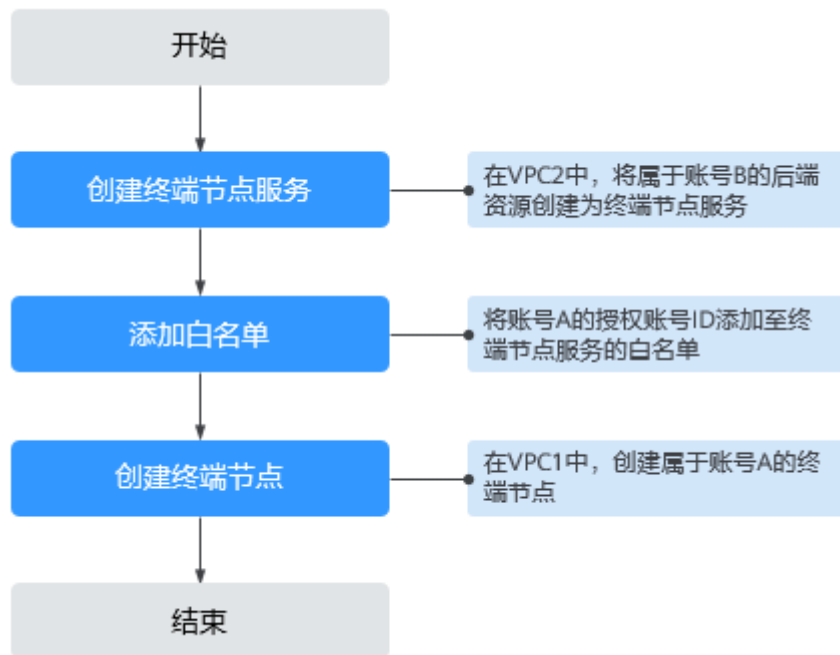 开始
创建终端节点服务
在VPC2中，将属于账号B的后端
资源创建为终端节点服务
添加白名单
将账号A的授权账号ID添加至终
端节点服务的白名单
创建终端节点
在VPC1中，创建属于账号A的终
端节点
结束